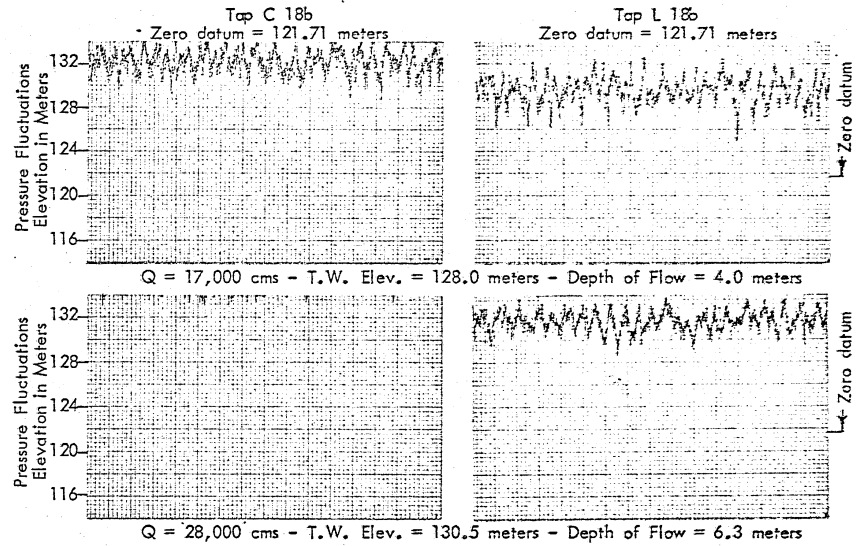 Tap C 18b
Zero datum = 121.71 meters
Tap L 18b
Zero datum = 121.71 meters
Pressure Fluctuations
Elevation in Meters
132
128
124
120
116
Zero datum
Q = 17,000 cms - T.W. Elev. = 128.0 meters - Depth of Flow = 4.0 meters
Pressure Fluctuations
Elevation in Meters
132
128
124
120
116
Zero datum
Q = 28,000 cms - T.W. Elev. = 130.5 meters - Depth of Flow = 6.3 meters